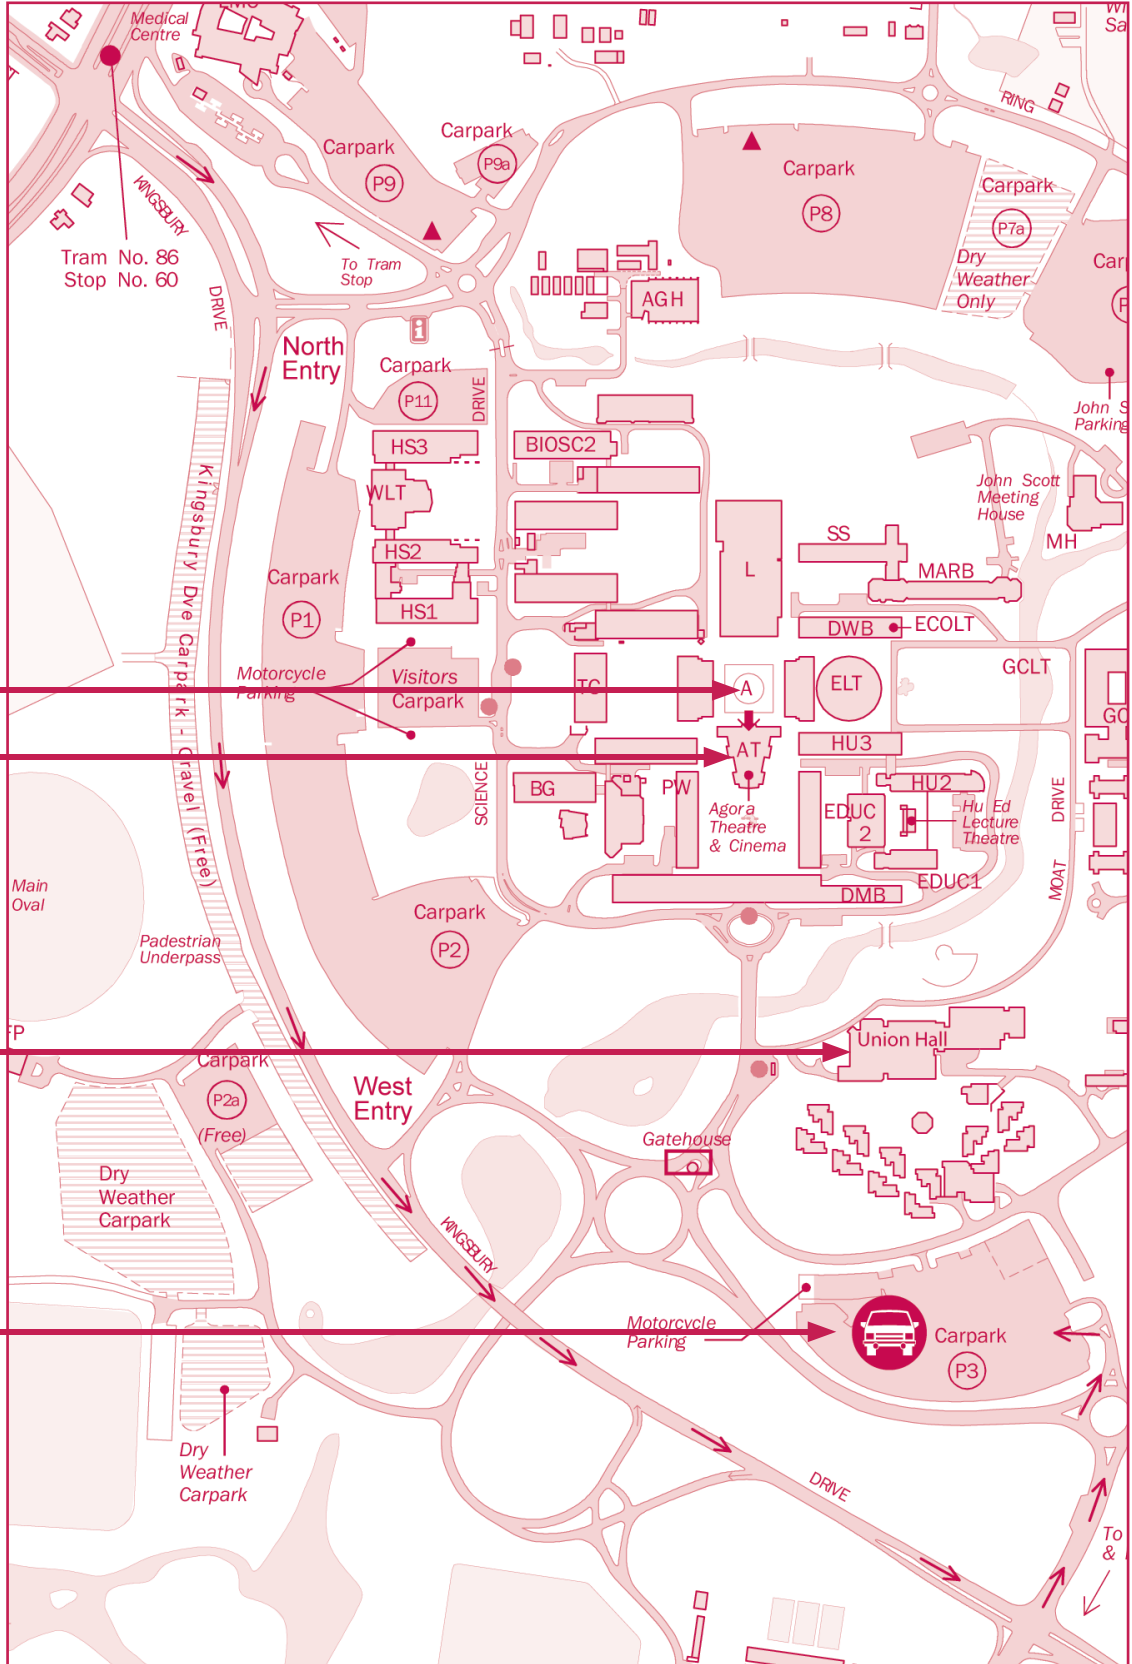 Medical
Centre
Carpark
P9
Carpark
P9a
Carpark
P8
RING
Carpark
P7a
Dry
Weather
Only
KINGSBURY
DRIVE
Tram No. 86
Stop No. 60
To Tram
Stop
AGH
North
Entry
Carpark
P11
DRIVE
John
Parking
HS3
BIOSC2
WLT
HS2
HS1
John Scott
Meeting
House
MH
SS
MARB
L
DWB
ECOLT
GCLT
Kingsbury Dve Carpark - Gravel (Free)
Carpark
P1
Motorcycle
Parking
Visitors
Carpark
TC
A
ELT
AT
HU3
BG
PW
Agora
Theatre
& Cinema
EDUC
2
HU2
Hu Ed
Lecture
Theatre
EDUC1
DMB
SCIENCE
MOAT
DRIVE
Main
Oval
Padestrian
Underpass
Carpark
P2
Union Hall
Carpark
P2a
(Free)
West
Entry
Gatehouse
Dry
Weather
Carpark
KINGSBURY
Motorcycle
Parking
Carpark
P3
Dry
Weather
Carpark
DRIVE
To
&